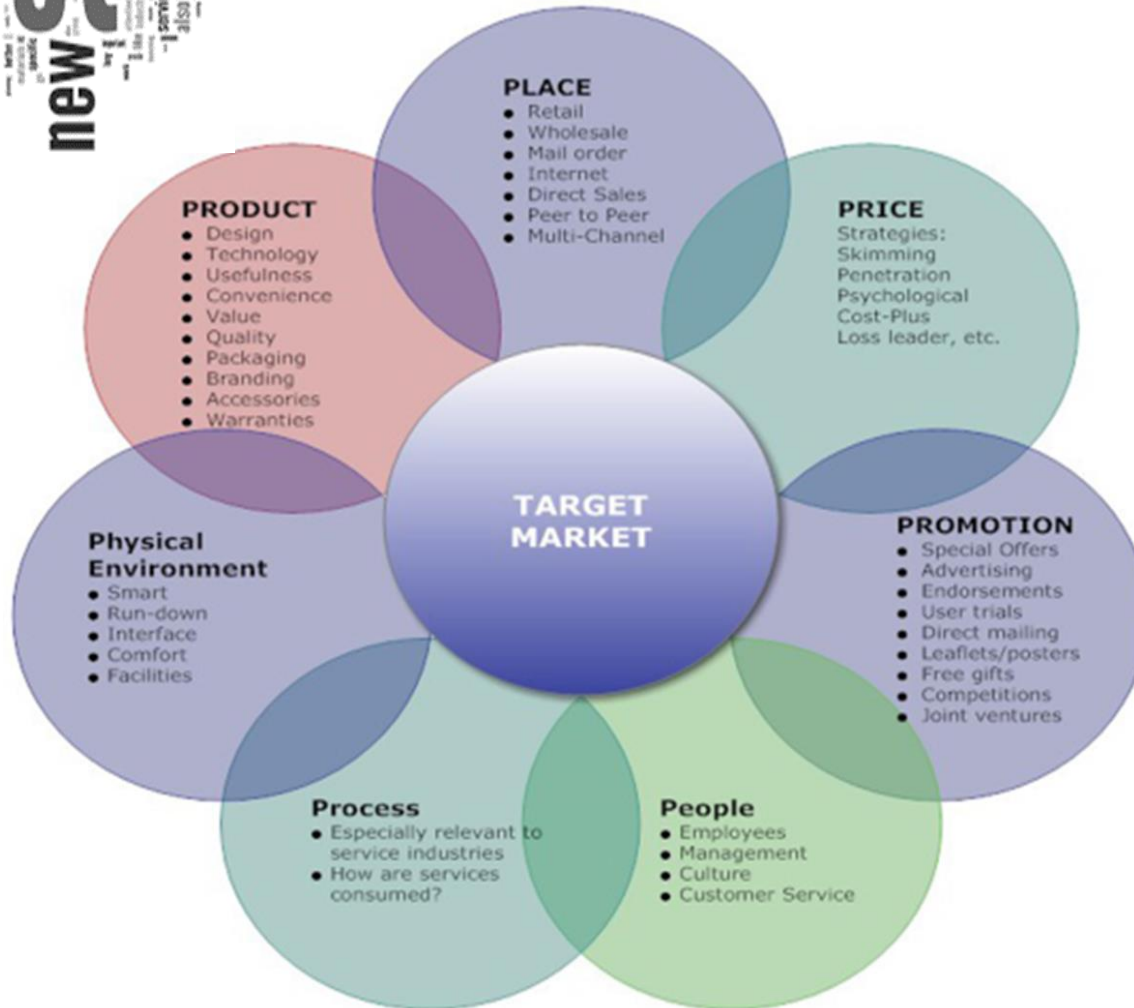 new
PLACE
● Retail
● Wholesale
● Mail order
● Internet
● Direct Sales
● Peer to Peer
● Multi-Channel
PRODUCT
● Design
● Technology
● Usefulness
● Convenience
● Value
● Quality
● Packaging
● Branding
● Accessories
● Warranties
PRICE
Strategies:
Skimming
Penetration
Psychological
Cost-Plus
Loss leader, etc.
TARGET
MARKET
Physical
Environment
● Smart
● Run-down
● Interface
● Comfort
● Facilities
PROMOTION
● Special Offers
● Advertising
● Endorsements
● User trials
● Direct mailing
● Leaflets/posters
● Free gifts
● Competitions
● Joint ventures
Process
● Especially relevant to
service industries
● How are services
consumed?
People
● Employees
● Management
● Culture
● Customer Service